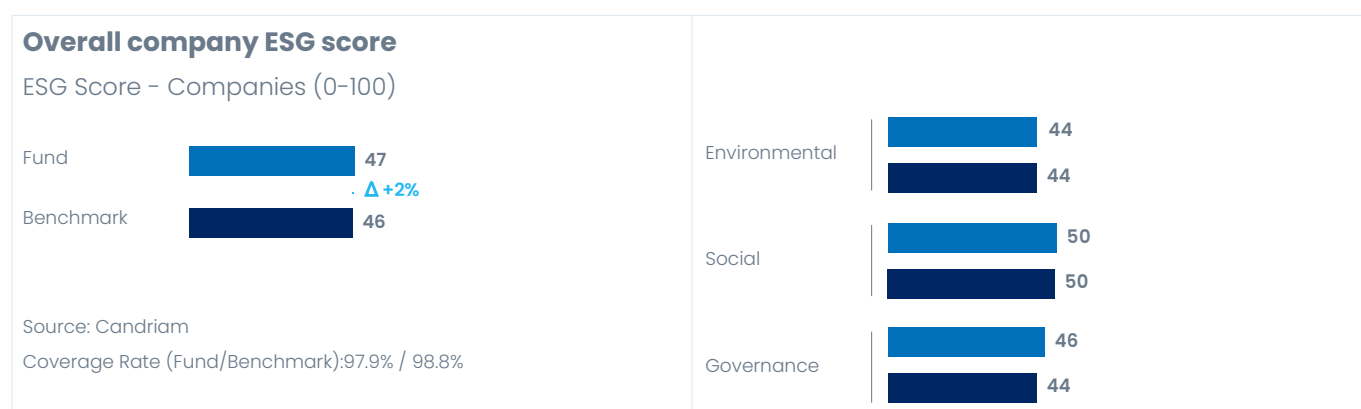 Overall company ESG score
ESG Score - Companies (0-100)
Fund
47
Δ +2%
Benchmark
46
Source: Candriam
Coverage Rate (Fund/Benchmark):97.9% / 98.8%
Environmental
44
44
Social
50
50
Governance
46
44